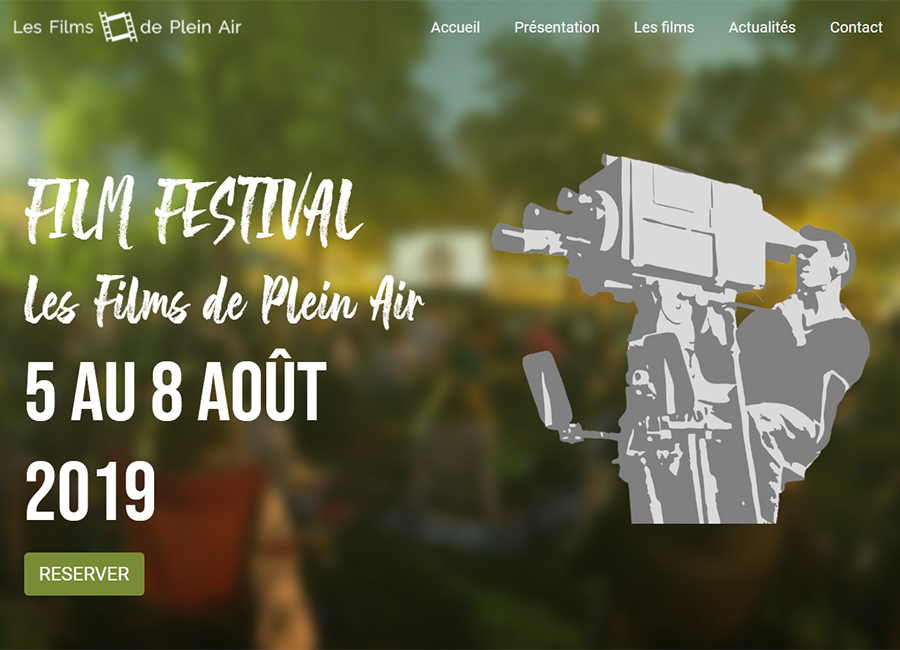 Les Films de Plein Air
Accueil Présentation Les films Actualités Contact
FILM FESTIVAL
Les Films de Plein Air
5 AU 8 AOÛT
2019
RESERVER